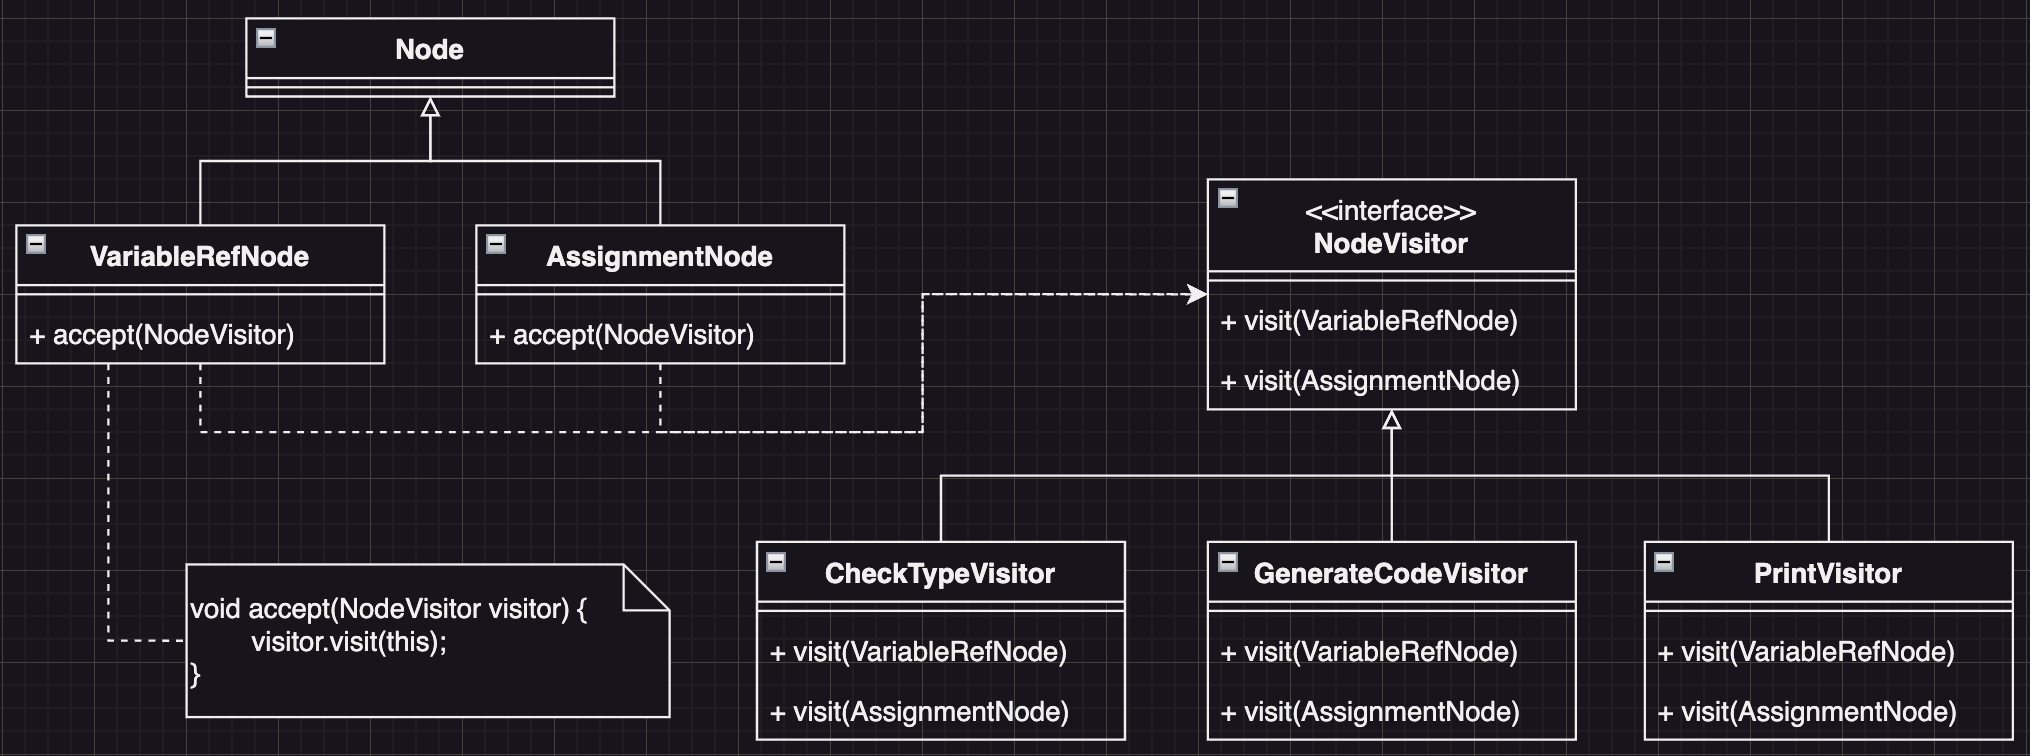 Node
VariableRefNode
+ accept(NodeVisitor)
AssignmentNode
+ accept(NodeVisitor)
<<interface>>
NodeVisitor
+ visit(VariableRefNode)
+ visit(AssignmentNode)
void accept(NodeVisitor visitor) {
visitor.visit(this);
}
CheckTypeVisitor
+ visit(VariableRefNode)
+ visit(AssignmentNode)
GenerateCodeVisitor
+ visit(VariableRefNode)
+ visit(AssignmentNode)
PrintVisitor
+ visit(VariableRefNode)
+ visit(AssignmentNode)